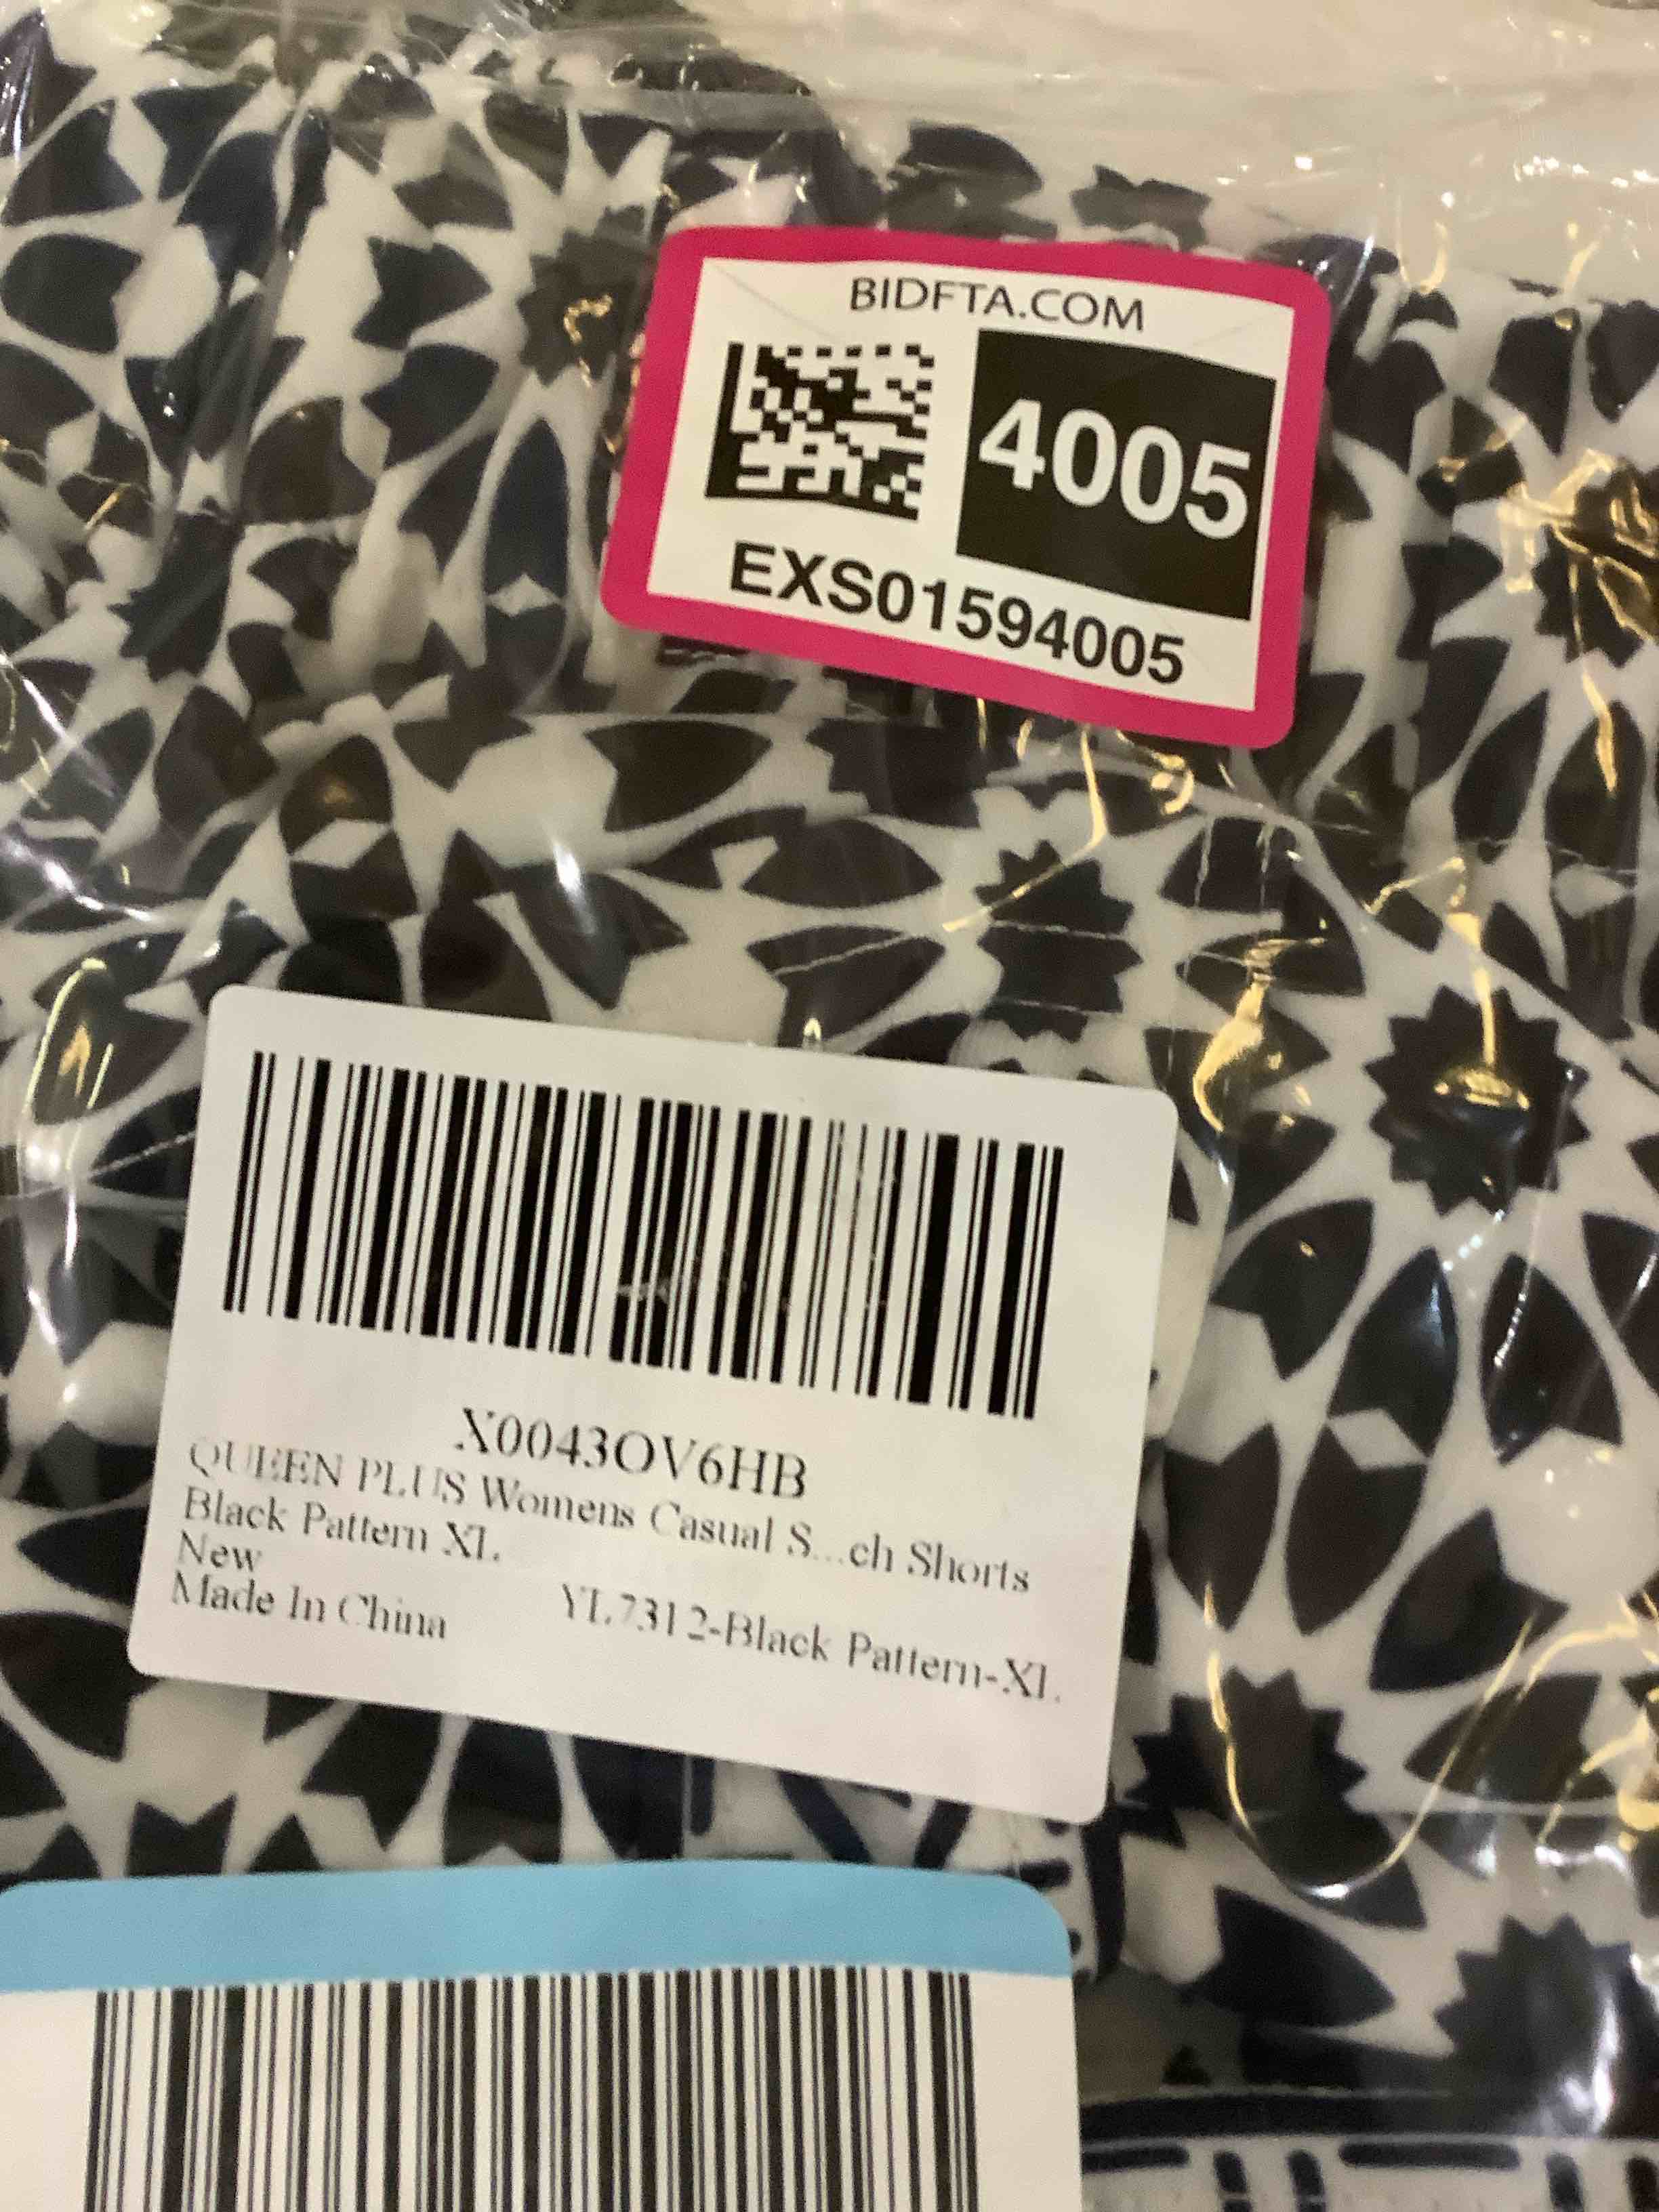 BIDFTA.COM
4005
EXS01594005
X0043OV6HB
QUEEN PLUS Womens Casual S...ch Shorts
Black Pattern XL
New
Made In China
YL7312-Black Pattern-XL